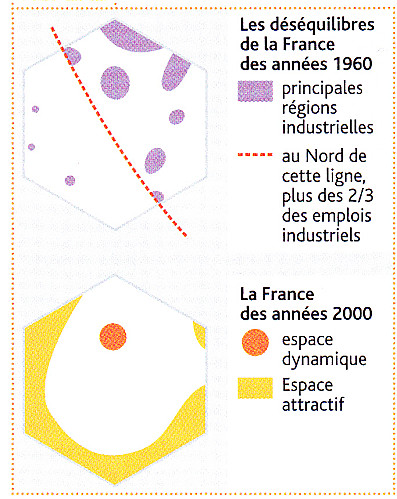 Les déséquilibres
de la France
des années 1960
principales
régions
industrielles
au Nord de
cette ligne,
plus des 2/3
des emplois
industriels
La France
des années 2000
espace
dynamique
Espace
attractif